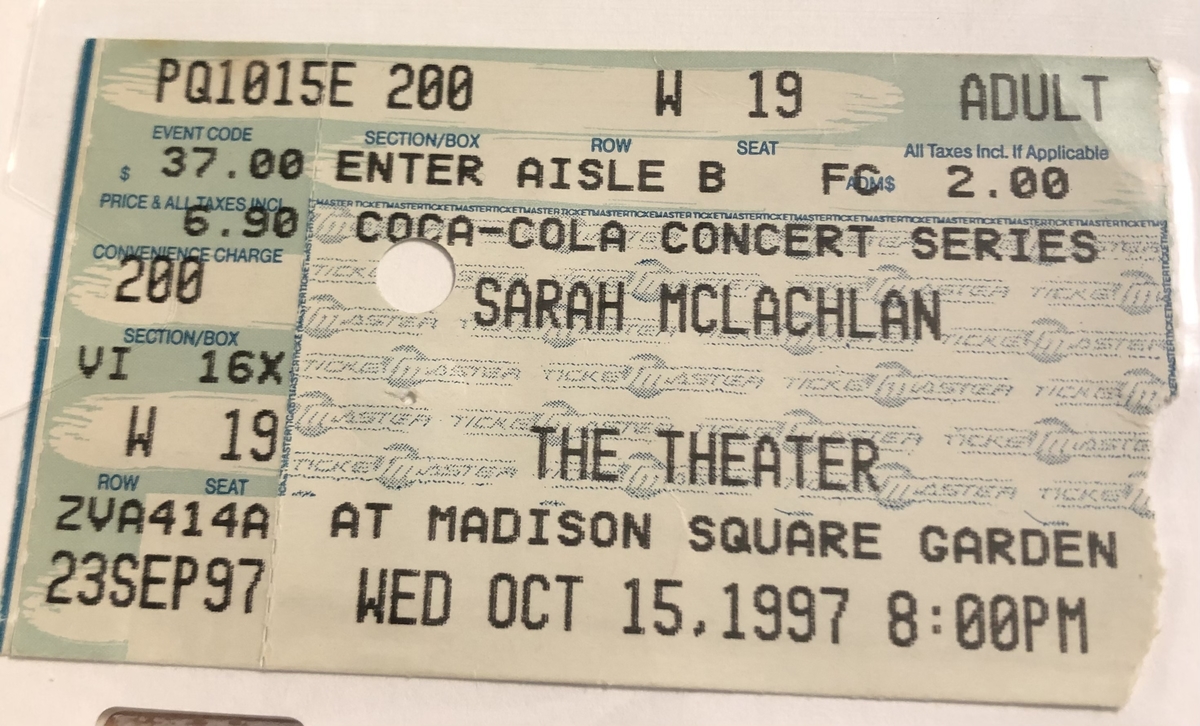 PQ1015E 200 W 19 ADULT
EVENT CODE SECTION/BOX ROW SEAT All Taxes Incl. If Applicable
$ 37.00 ENTER AISLE B ADM$ 2.00
PRICE & ALL TAXES INCL
6.90 COCA-COLA CONCERT SERIES
CONVENIENCE CHARGE
200 SARAH MCLACHLAN
SECTION/BOX
VI 16X
W 19 THE THEATER
ROW SEAT
ZVA414A AT MADISON SQUARE GARDEN
23SEP97 WED OCT 15,1997 8:00PM
TICKETMASTER